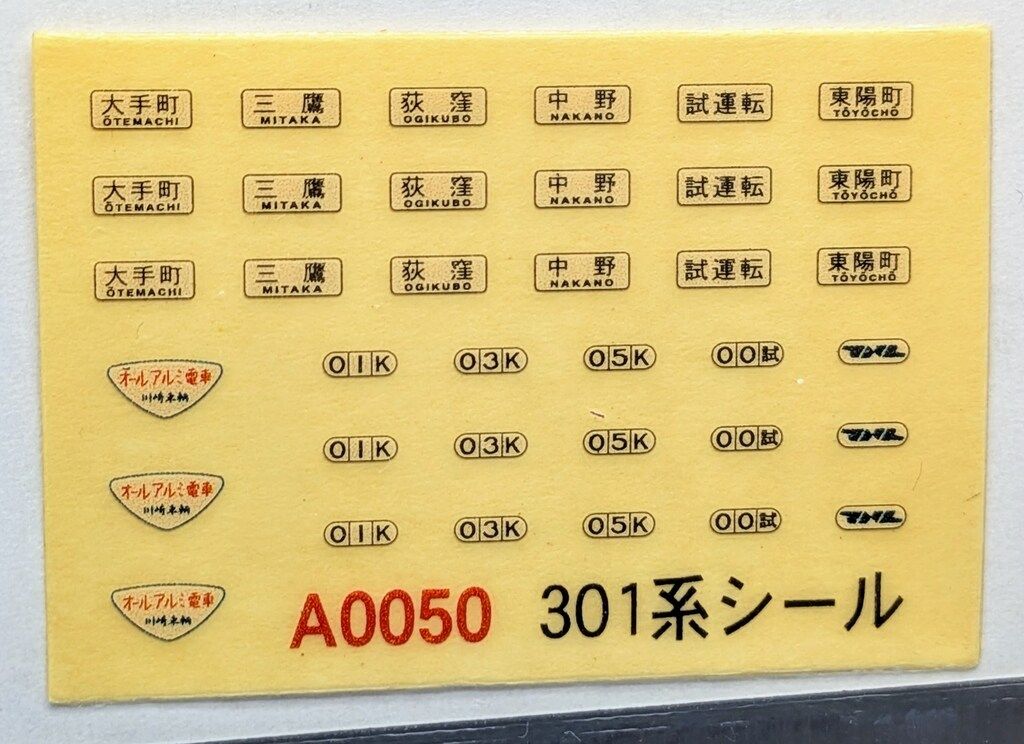 大手町 三鷹 荻窪 中野 試運転 東陽町
ŌTEMACHI MITAKA OGIKUBO NAKANO TŌYŌCHŌ
大手町 三鷹 荻窪 中野 試運転 東陽町
ŌTEMACHI MITAKA OGIKUBO NAKANO TŌYŌCHŌ
大手町 三鷹 荻窪 中野 試運転 東陽町
ŌTEMACHI MITAKA OGIKUBO NAKANO TŌYŌCHŌ
01K 03K 05K 00試
オールアルミ電車
川崎車輌
01K 03K 05K 00試
オールアルミ電車
川崎車輌
01K 03K 05K 00試
オールアルミ電車
川崎車輌
A0050 301系シール